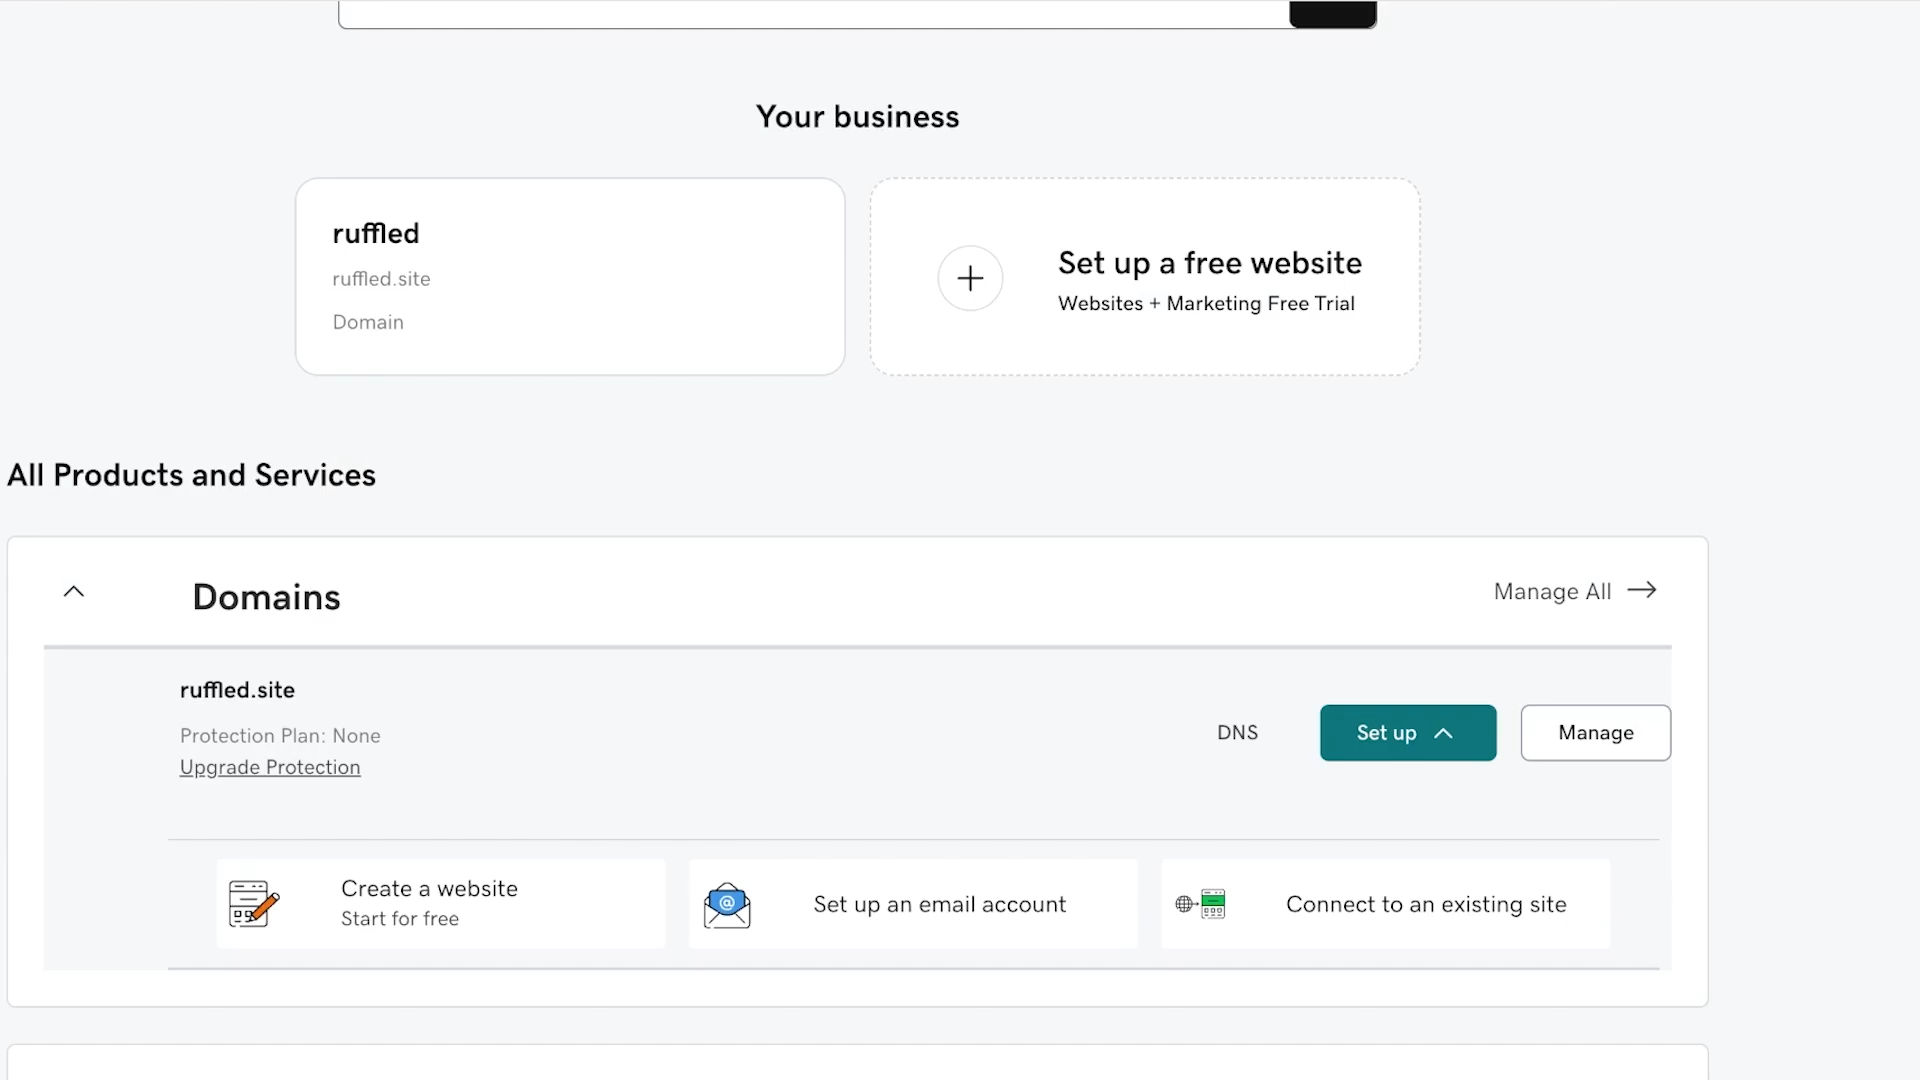 Your business
ruffled
ruffled.site
Domain
Set up a free website
Websites + Marketing Free Trial
All Products and Services
Domains
Manage All
ruffled.site
Protection Plan: None
Upgrade Protection
DNS
Set up
Manage
Create a website
Start for free
@
Set up an email account
Connect to an existing site